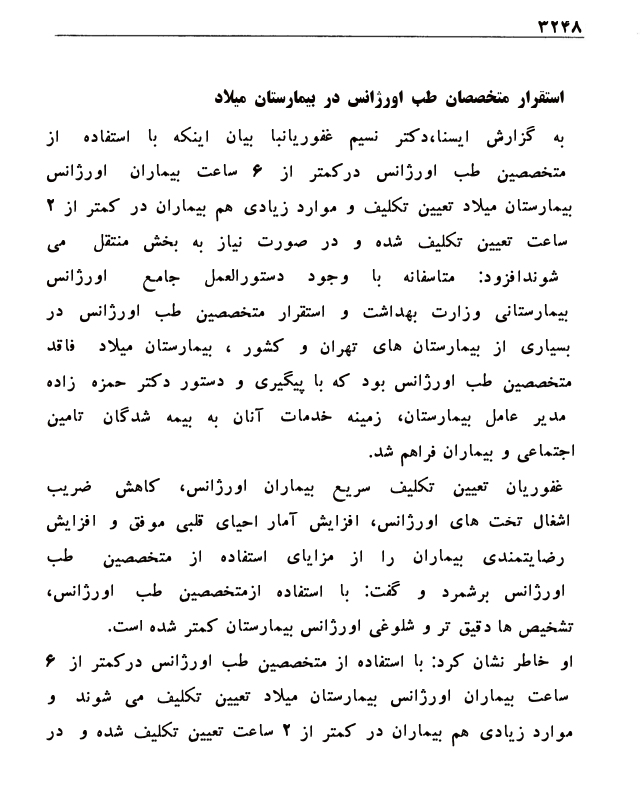 ۳۲۴۸
استقرار متخصصان طب اورژانس در بیمارستان میلاد
به گزارش ایسنا،دکتر نسیم غفوریانبا بیان اینکه با استفاده از
متخصصین طب اورژانس درکمتر از ۶ ساعت بیماران اورژانس
بیمارستان میلاد تعیین تکلیف و موارد زیادی هم بیماران در کمتر از ۲
ساعت تعیین تکلیف شده و در صورت نیاز به بخش منتقل می
شوندافزود: متاسفانه با وجود دستورالعمل جامع اورژانس
بیمارستانی وزارت بهداشت و استقرار متخصصین طب اورژانس در
بسیاری از بیمارستان های تهران و کشور ، بیمارستان میلاد فاقد
متخصصین طب اورژانس بود که با پیگیری و دستور دکتر حمزه زاده
مدیر عامل بیمارستان، زمینه خدمات آنان به بیمه شدگان تامین
اجتماعی و بیماران فراهم شد.
غفوریان تعیین تکلیف سریع بیماران اورژانس، کاهش ضریب
اشغال تخت های اورژانس، افزایش آمار احیای قلبی موفق و افزایش
رضایتمندی بیماران را از مزایای استفاده از متخصصین طب
اورژانس برشمرد و گفت: با استفاده ازمتخصصین طب اورژانس،
تشخیص ها دقیق تر و شلوغی اورژانس بیمارستان کمتر شده است.
او خاطر نشان کرد: با استفاده از متخصصین طب اورژانس درکمتر از ۶
ساعت بیماران اورژانس بیمارستان میلاد تعیین تکلیف می شوند و
موارد زیادی هم بیماران در کمتر از ۲ ساعت تعیین تکلیف شده و در